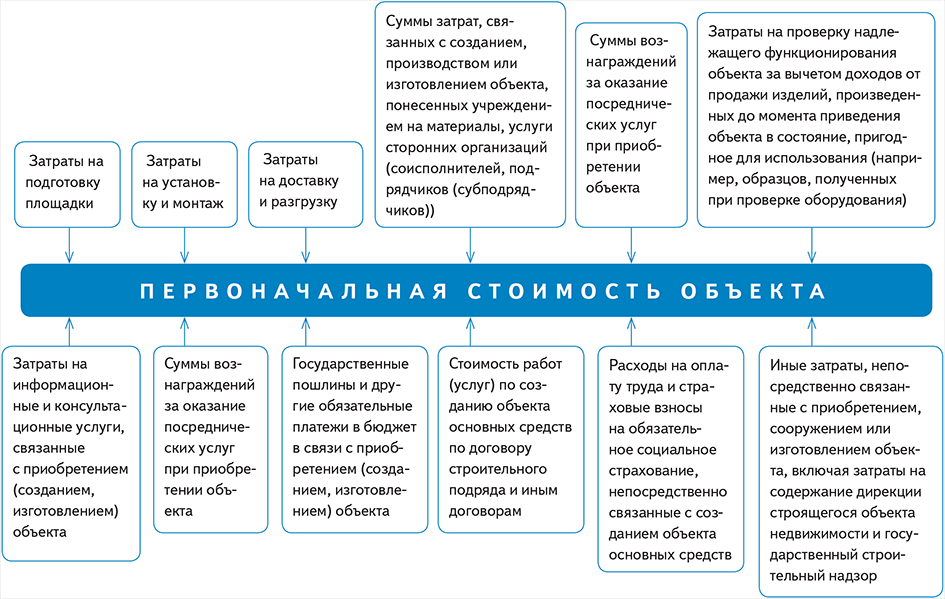 Затраты на
подготовку
площадки
Затраты
на установ-
ку и монтаж
Затраты
на доставку
и разгрузку
Суммы затрат, свя-
занных с созданием,
производством или
изготовлением объекта,
понесенных учреждени-
ем на материалы, услуги
сторонних организаций
(соисполнителей, под-
рядчиков (субподряд-
чиков))
Суммы воз-
награждений
за оказание
посредниче-
ских услуг
при приоб-
ретении
объекта
Затраты на проверку надле-
жащего функционирования
объекта за вычетом доходов от
продажи изделий, произведен-
ных до момента приведения
объекта в состояние, пригод-
ное для использования (напри-
мер, образцов, полученных
при проверке оборудования)
ПЕРВОНАЧАЛЬНАЯ СТОИМОСТЬ ОБЪЕКТА
Затраты на
информацион-
ные и консульта-
ционные услуги,
связанные
с приобретением
(созданием,
изготовлением)
объекта
Суммы воз-
награждений
за оказание
посредниче-
ских услуг
при приобре-
тении объ-
екта
Государственные
пошлины и дру-
гие обязательные
платежи в бюджет
в связи с приоб-
ретением (созда-
нием, изготовле-
нием) объекта
Стоимость работ
(услуг) по соз-
данию объекта
основных средств
по договору
строительного
подряда и иным
договорам
Расходы на опла-
ту труда и стра-
ховые взносы
на обязатель-
ное социальное
страхование,
непосредственно
связанные с соз-
данием объекта
основных средств
Иные затраты, непо-
средственно связан-
ные с приобретением,
сооружением или
изготовлением объек-
та, включая затраты на
содержание дирекции
строящегося объекта
недвижимости и госу-
дарственный строи-
тельный надзор